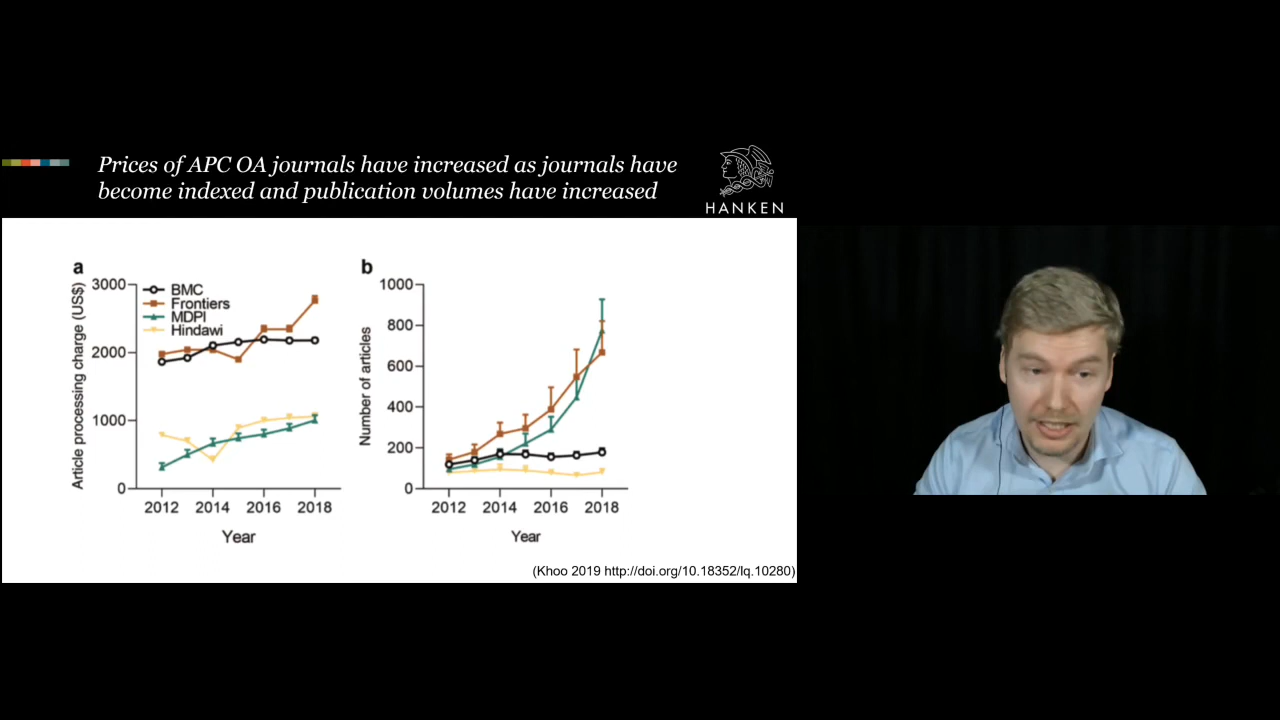 Prices of APC OA journals have increased as journals have
become indexed and publication volumes have increased
HANKEN
a
Article processing charge (US$)
3000
2000
1000
0
BMC
Frontiers
MDPI
Hindawi
2012 2014 2016 2018
Year
b
Number of articles
1000
800
600
400
200
0
2012 2014 2016 2018
Year
(Khoo 2019 http://doi.org/10.18352/lq.10280)